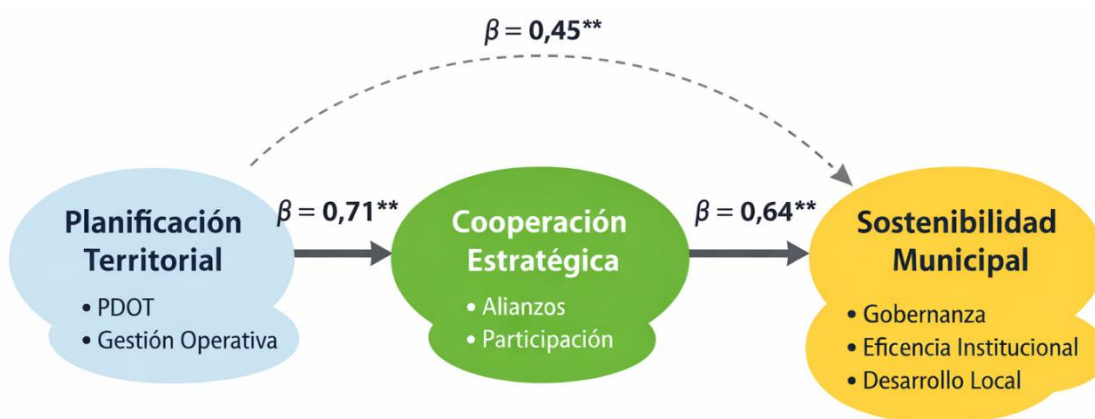 β = 0,45**
β = 0,71**
β = 0,64**
Planificación
Territorial
• PDOT
• Gestión Operativa
Cooperación
Estratégica
• Alianzos
• Participación
Sostenibilidad
Municipal
• Gobernanza
• Eficencia Institucional
• Desarrollo Local